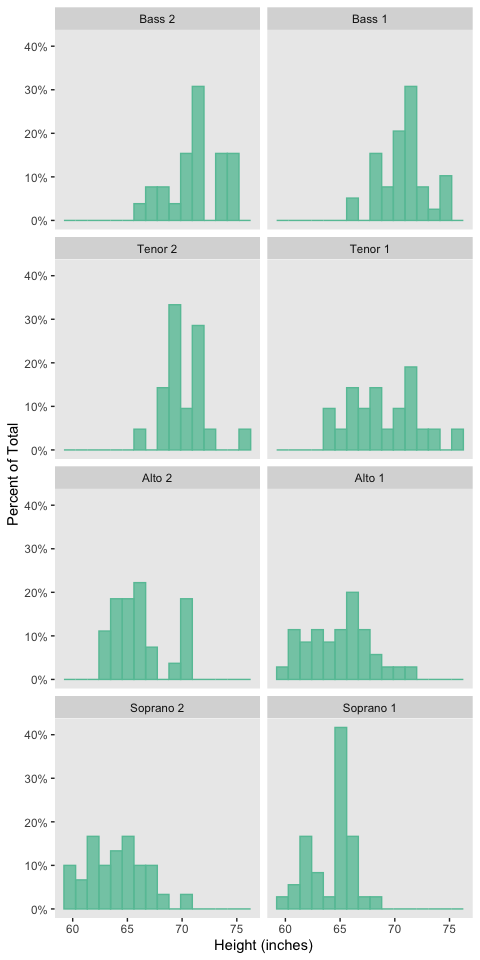 Bass 2
Bass 1
40%
30%
20%
10%
0%
Tenor 2
Tenor 1
40%
30%
20%
10%
0%
Percent of Total
Alto 2
Alto 1
40%
30%
20%
10%
0%
Soprano 2
Soprano 1
40%
30%
20%
10%
0%
60 65 70 75 60 65 70 75
Height (inches)